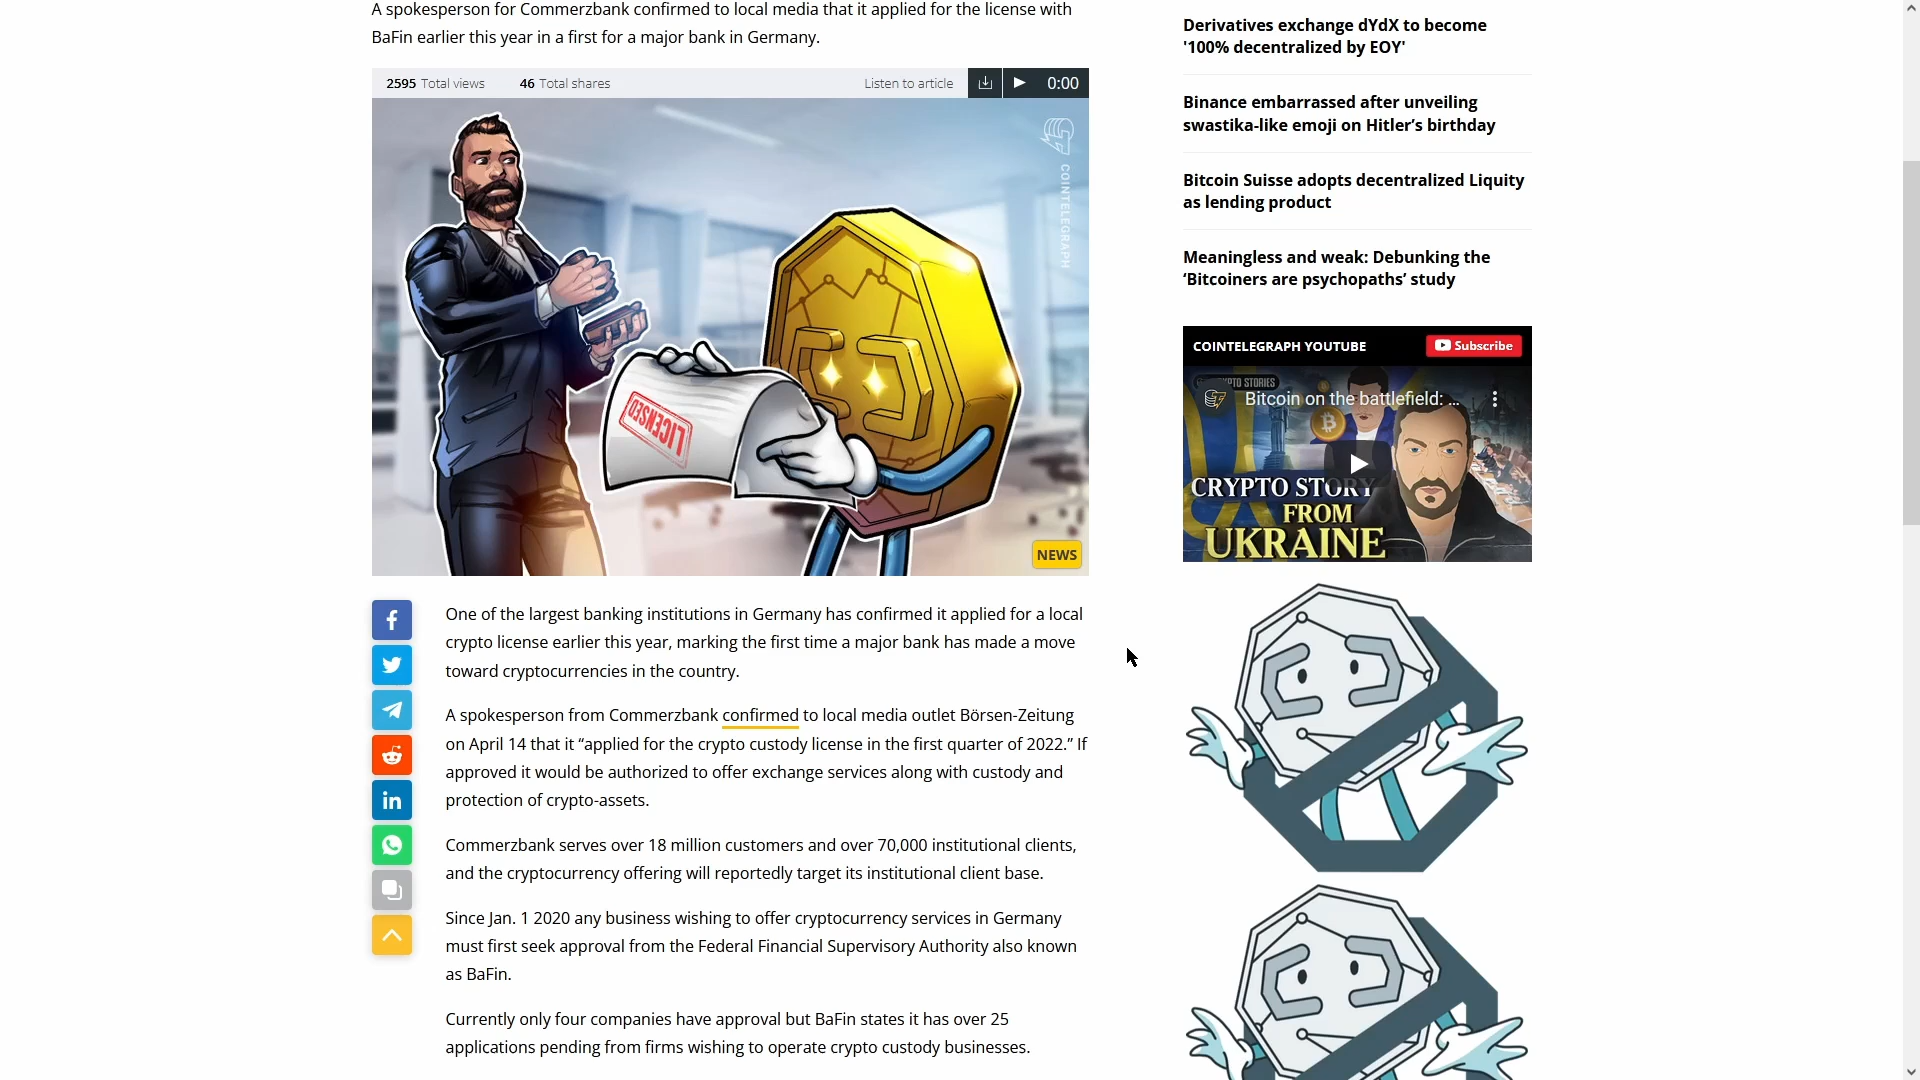 A spokesperson for Commerzbank confirmed to local media that it applied for the license with
BaFin earlier this year in a first for a major bank in Germany.
2595 Total views 46 Total shares Listen to article 0:00
COINTELEGRAPH
LICENSED
NEWS
One of the largest banking institutions in Germany has confirmed it applied for a local
crypto license earlier this year, marking the first time a major bank has made a move
toward cryptocurrencies in the country.
A spokesperson from Commerzbank confirmed to local media outlet Börsen-Zeitung
on April 14 that it “applied for the crypto custody license in the first quarter of 2022.” If
approved it would be authorized to offer exchange services along with custody and
protection of crypto-assets.
Commerzbank serves over 18 million customers and over 70,000 institutional clients,
and the cryptocurrency offering will reportedly target its institutional client base.
Since Jan. 1 2020 any business wishing to offer cryptocurrency services in Germany
must first seek approval from the Federal Financial Supervisory Authority also known
as BaFin.
Currently only four companies have approval but BaFin states it has over 25
applications pending from firms wishing to operate crypto custody businesses.
Derivatives exchange dYdX to become
'100% decentralized by EOY'
Binance embarrassed after unveiling
swastika-like emoji on Hitler’s birthday
Bitcoin Suisse adopts decentralized Liquity
as lending product
Meaningless and weak: Debunking the
‘Bitcoiners are psychopaths’ study
COINTELEGRAPH YOUTUBE Subscribe
STORIES
Bitcoin on the battlefield: ...
CRYPTO STORY
FROM
UKRAINE